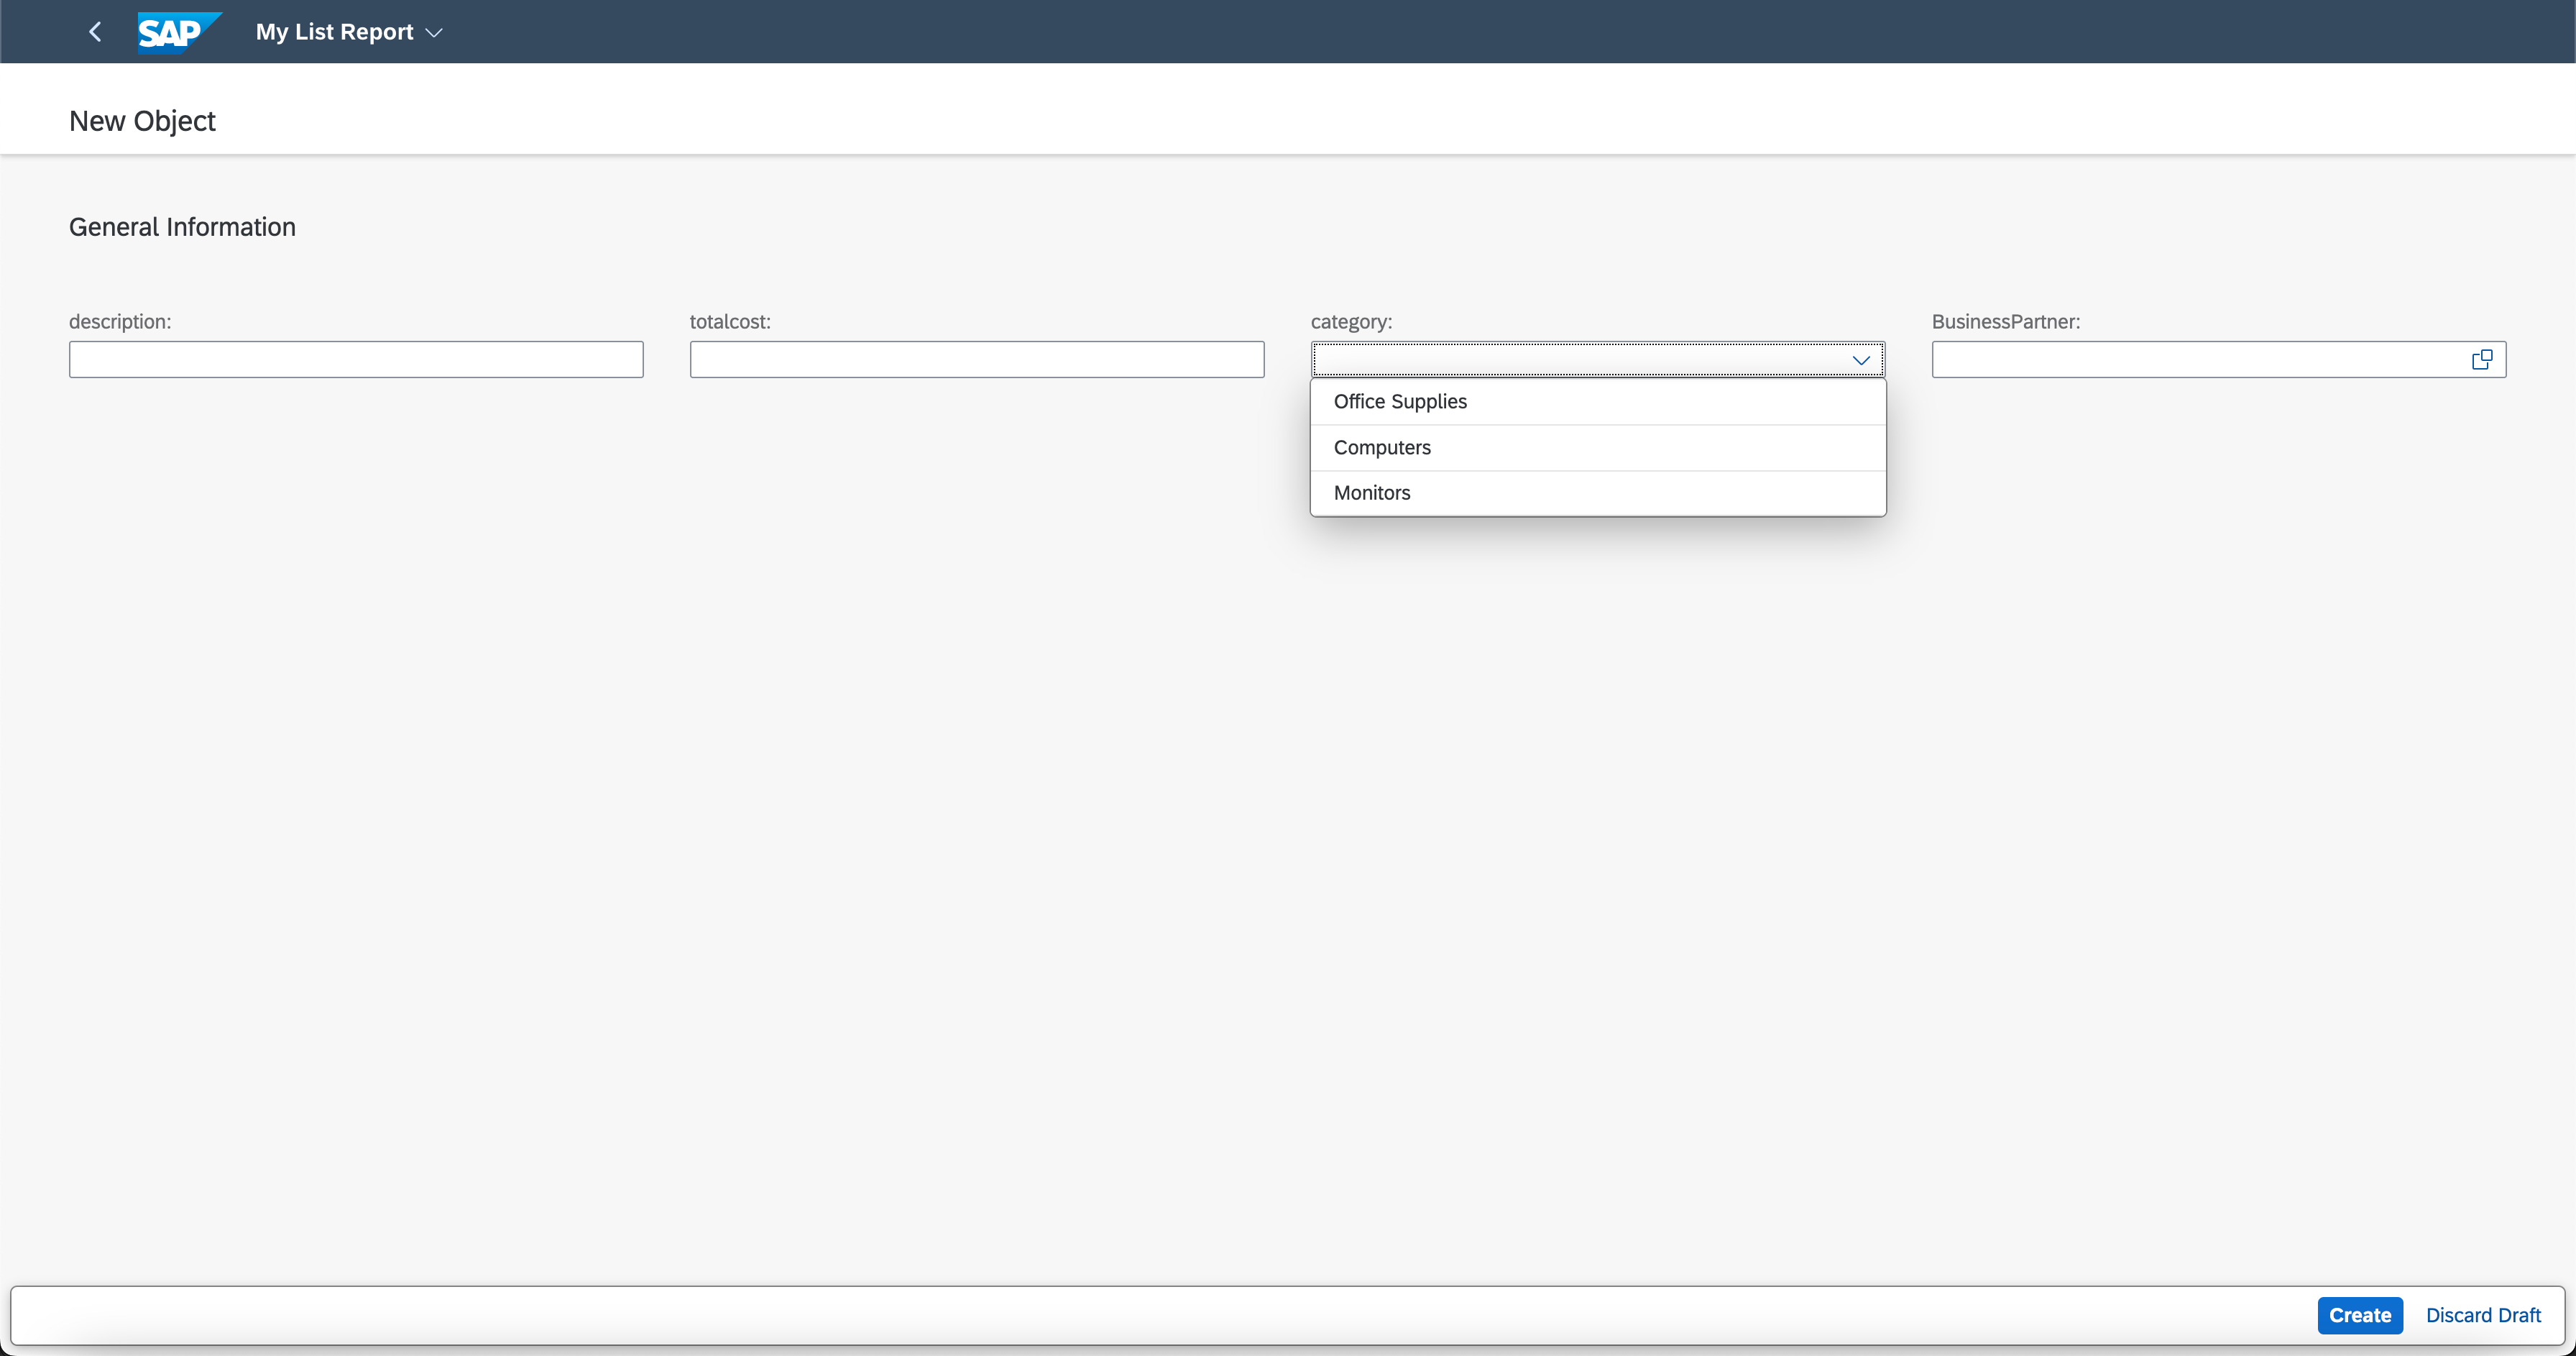 SAP My List Report
New Object
General Information
description: totalcost: category: BusinessPartner:
Office Supplies
Computers
Monitors
Create Discard Draft